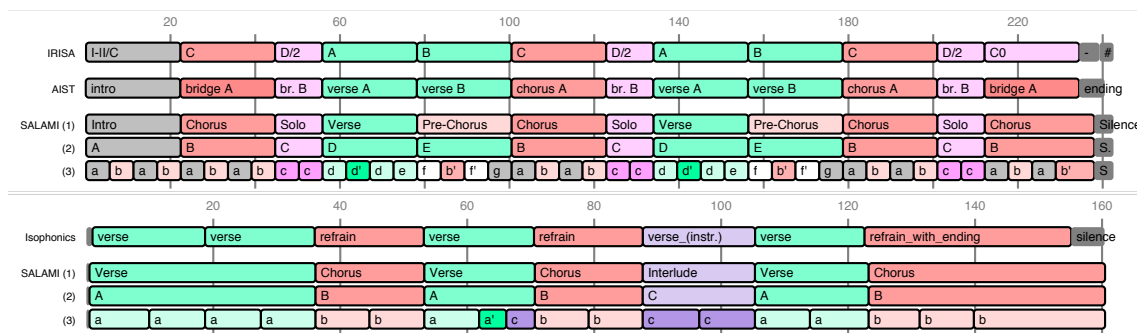 20 60 100 140 180 220
IRISA I-II/C C D/2 A B C D/2 A B C D/2 C0 - #
AIST intro bridge A br. B verse A verse B chorus A br. B verse A verse B chorus A br. B bridge A ending
SALAMI (1) Intro Chorus Solo Verse Pre-Chorus Chorus Solo Verse Pre-Chorus Chorus Solo Chorus Silence
(2) A B C D E B C D E B C B S.
(3) a b a b a b a b c c d d' d e f b' f' g a b a b c c d d' d e f b' f' g a b a b c c a b a b' S
20 40 60 80 100 120 140 160
Isophonics verse verse refrain verse refrain verse_(instr.) verse refrain_with_ending silence
SALAMI (1) Verse Chorus Verse Chorus Interlude Verse Chorus
(2) A B A B C A B
(3) a a a a b b a a' c b b c c a a b b b